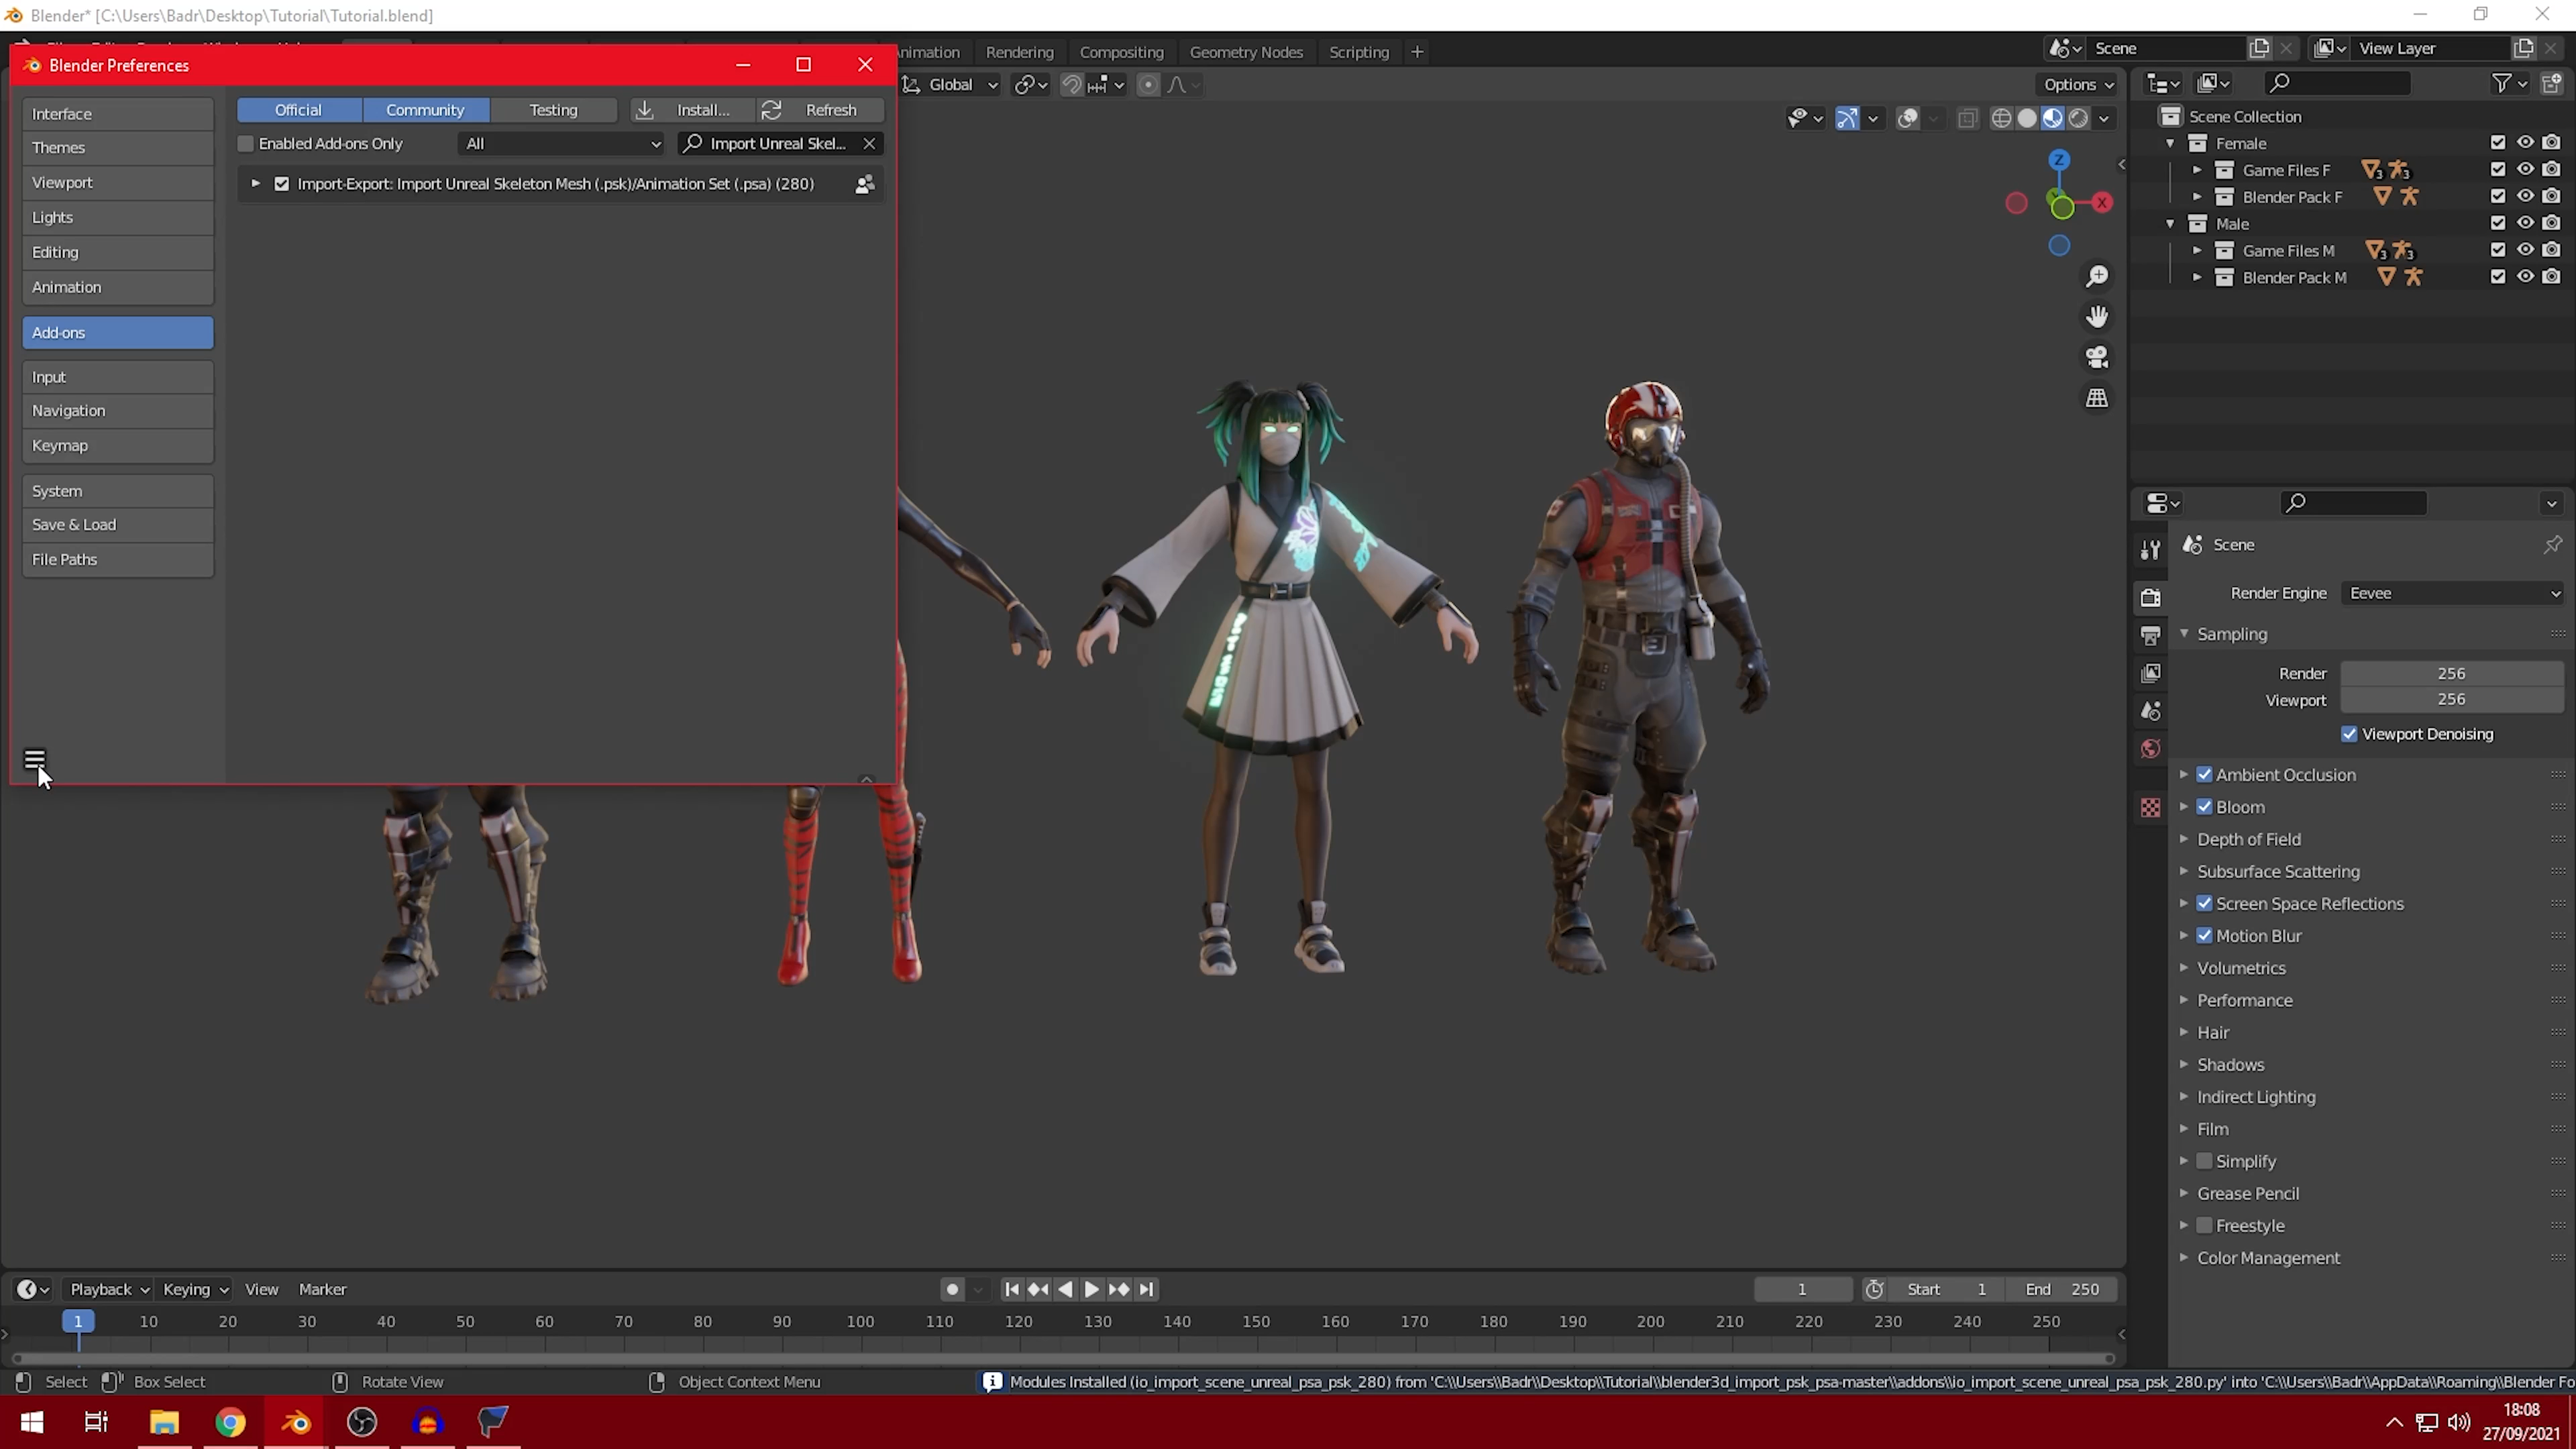 Blender* [C:\Users\Badr\Desktop\Tutorial\Tutorial.blend]
Animation Rendering Compositing Geometry Nodes Scripting +
Scene View Layer
Blender Preferences
Global Options
Interface
Themes
Viewport
Lights
Editing
Animation
Add-ons
Input
Navigation
Keymap
System
Save & Load
File Paths
Official Community Testing Install... Refresh
Enabled Add-ons Only All Import Unreal Skel...
Import-Export: Import Unreal Skeleton Mesh (.psk)/Animation Set (.psa) (280)
Z
X
Scene Collection
Female
Game Files F 3 3
Blender Pack F
Male
Game Files M 3 3
Blender Pack M
Scene
Render Engine Eevee
Sampling
Render 256
Viewport 256
Viewport Denoising
Ambient Occlusion
Bloom
Depth of Field
Subsurface Scattering
Screen Space Reflections
Motion Blur
Volumetrics
Performance
Hair
Shadows
Indirect Lighting
Film
Simplify
Grease Pencil
Freestyle
Color Management
Playback Keying View Marker 1 Start 1 End 250
1 10 20 30 40 50 60 70 80 90 100 110 120 130 140 150 160 170 180 190 200 210 220 230 240 250
Select Box Select Rotate View Object Context Menu Modules Installed (io_import_scene_unreal_psa_psk_280) from 'C:\\Users\\Badr\\Desktop\\Tutorial\\blender3d_import_psk_psa-master\\addons\\io_import_scene_unreal_psa_psk_280.py' into 'C:\\Users\\Badr\\AppData\\Roaming\\Blender Fo
18:08
27/09/2021